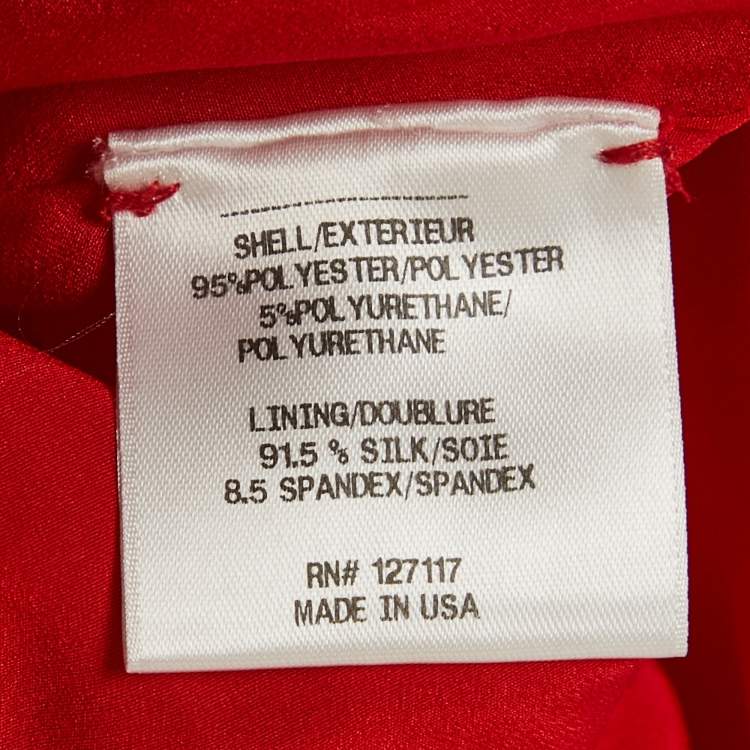 SHELL/EXTERIEUR
95%POLYESTER/POLYESTER
5%POLYURETHANE/
POLYURETHANE
LINING/DOUBLURE
91.5 % SILK/SOIE
8.5 SPANDEX/SPANDEX
RN# 127117
MADE IN USA